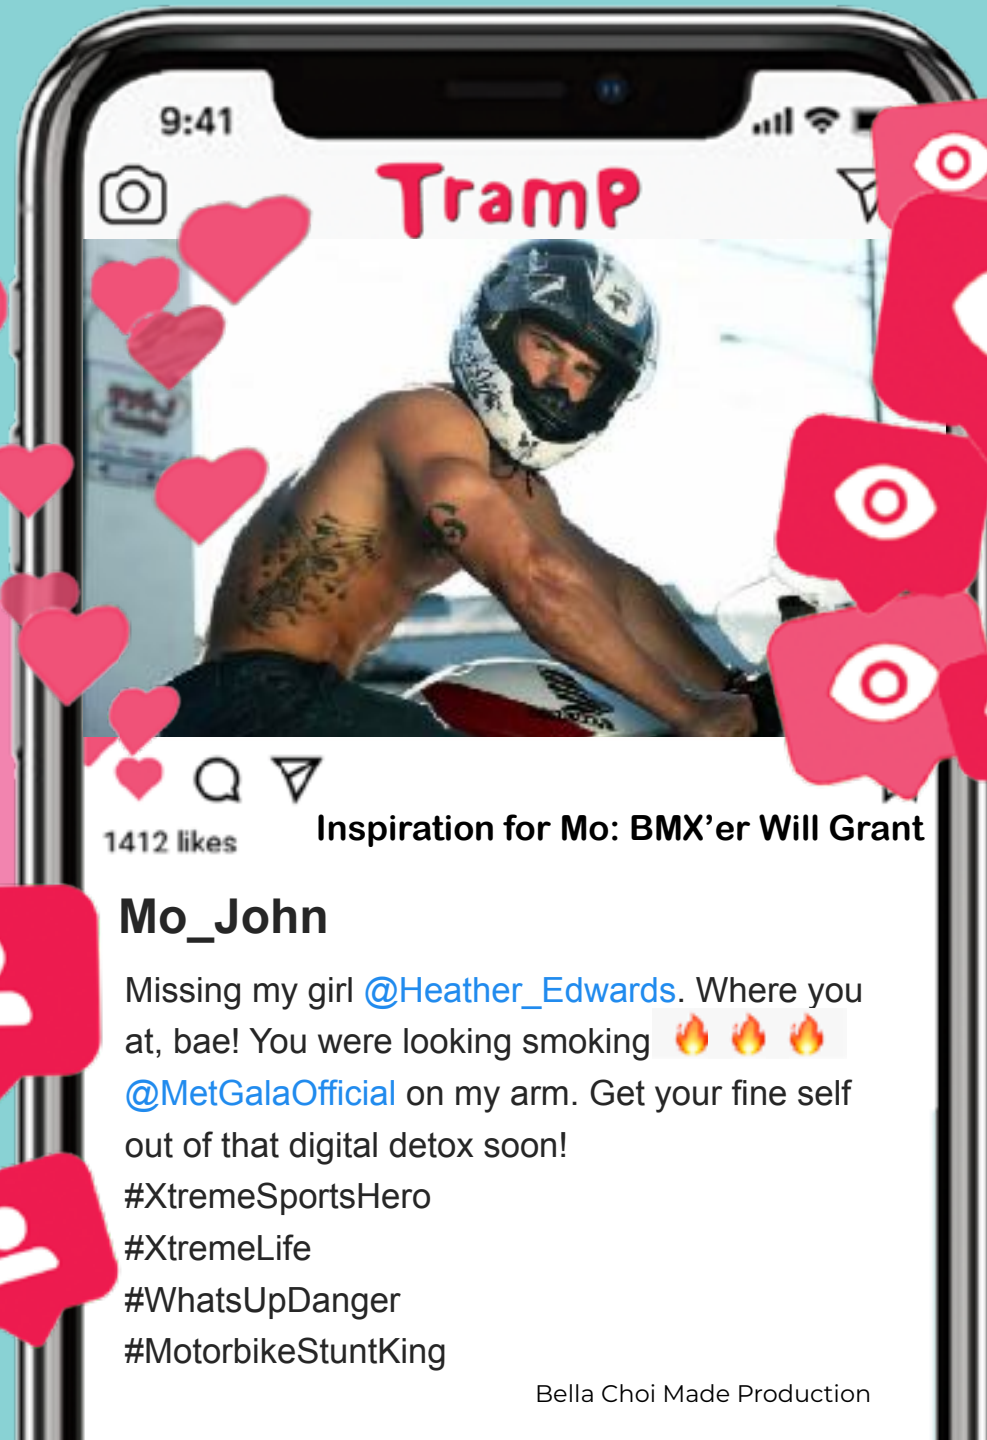 9:41
TramP
1412 likes
Inspiration for Mo: BMX’er Will Grant
Mo_John
Missing my girl @Heather_Edwards. Where you
at, bae! You were looking smoking 🔥 🔥 🔥
@MetGalaOfficial on my arm. Get your fine self
out of that digital detox soon!
#XtremeSportsHero
#XtremeLife
#WhatsUpDanger
#MotorbikeStuntKing
Bella Choi Made Production